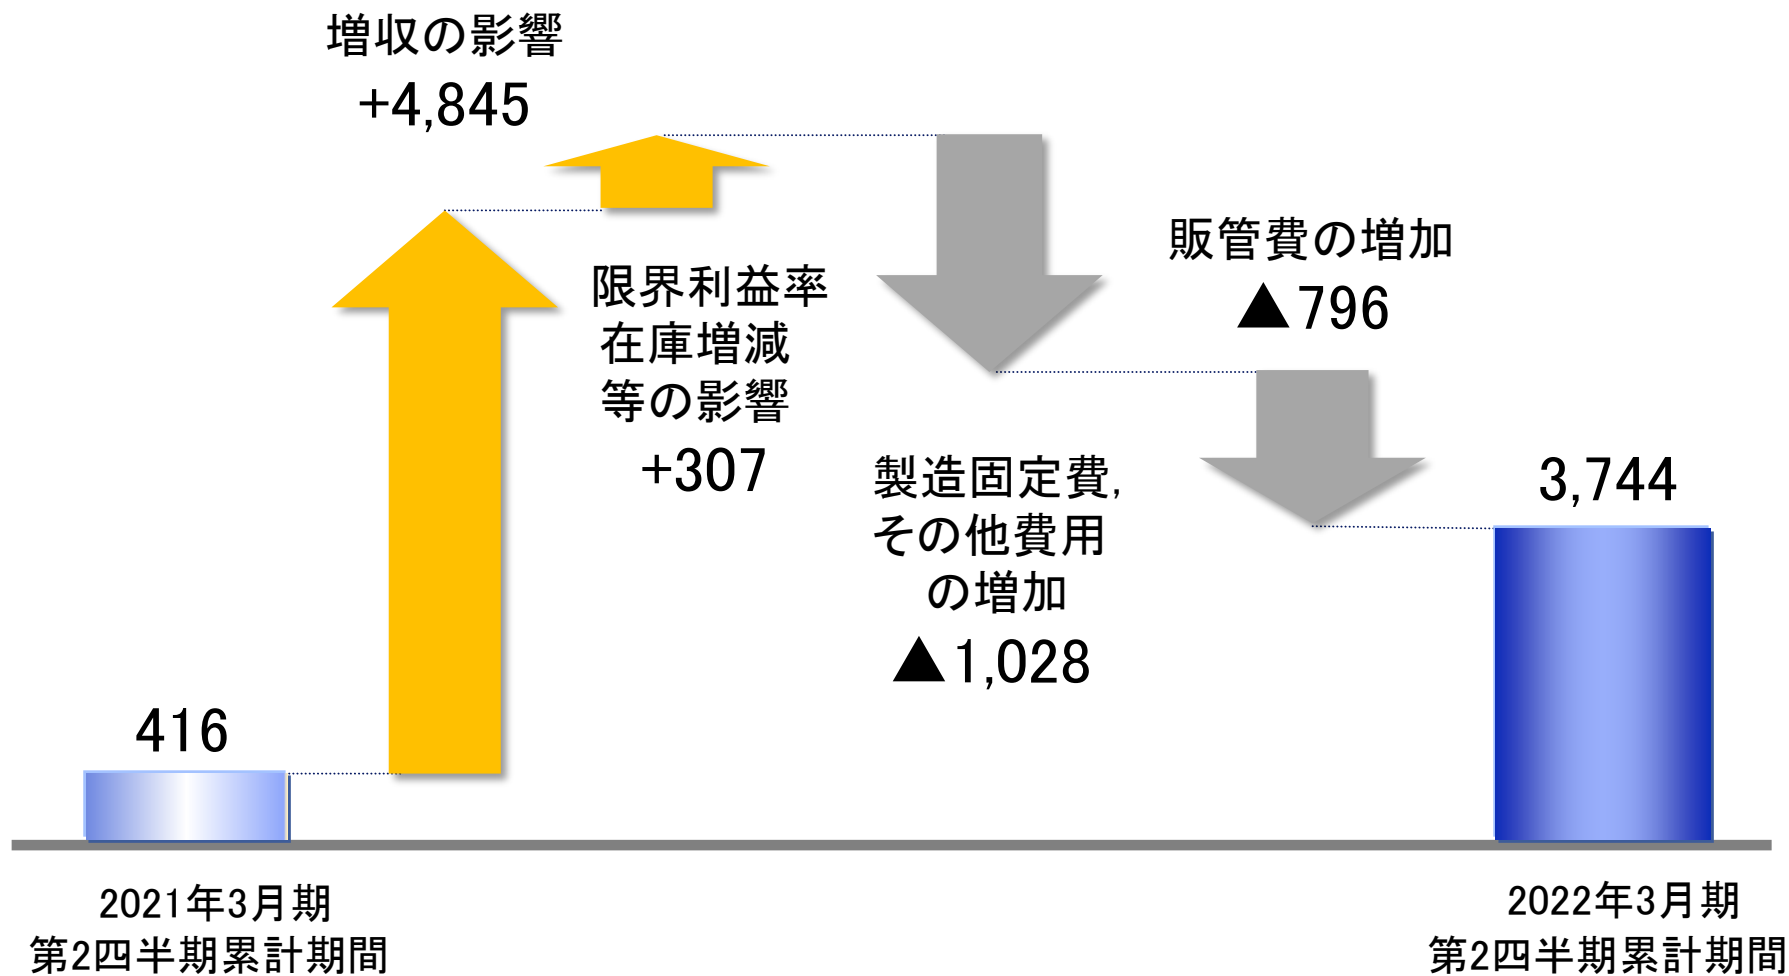 増収の影響
+4,845
限界利益率
在庫増減
等の影響
+307
販管費の増加
▲796
製造固定費,
その他費用
の増加
▲1,028
3,744
416
2021年3月期
第2四半期累計期間
2022年3月期
第2四半期累計期間